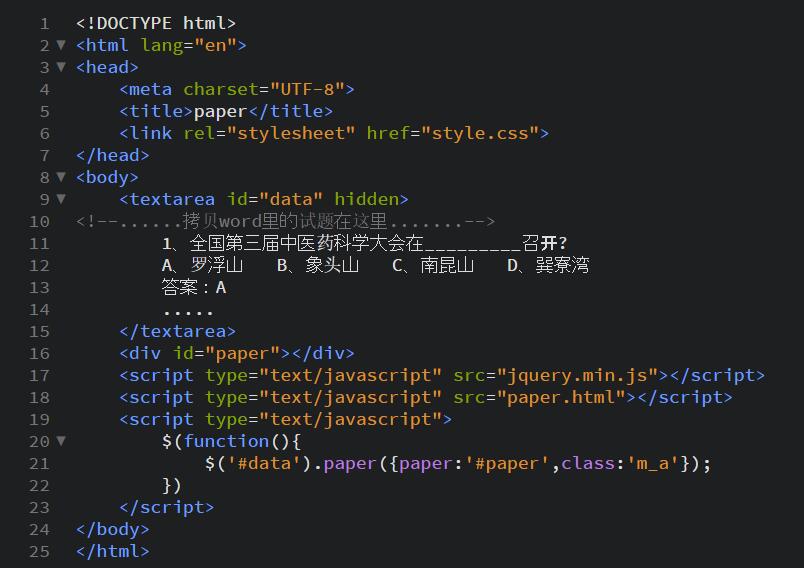 1 <!DOCTYPE html>
2 <html lang="en">
3 <head>
4 <meta charset="UTF-8">
5 <title>paper</title>
6 <link rel="stylesheet" href="style.css">
7 </head>
8 <body>
9 <textarea id="data" hidden>
10 <!--......拷贝word里的试题在这里.......-->
11 1、全国第三届中医药科学大会在_________召开?
12 A、罗浮山 B、象头山 C、南昆山 D、巽寮湾
13 答案：A
14 .....
15 </textarea>
16 <div id="paper"></div>
17 <script type="text/javascript" src="jquery.min.js"></script>
18 <script type="text/javascript" src="paper.html"></script>
19 <script type="text/javascript">
20 $(function(){
21 $('#data').paper({paper:'#paper',class:'m_a'});
22 })
23 </script>
24 </body>
25 </html>